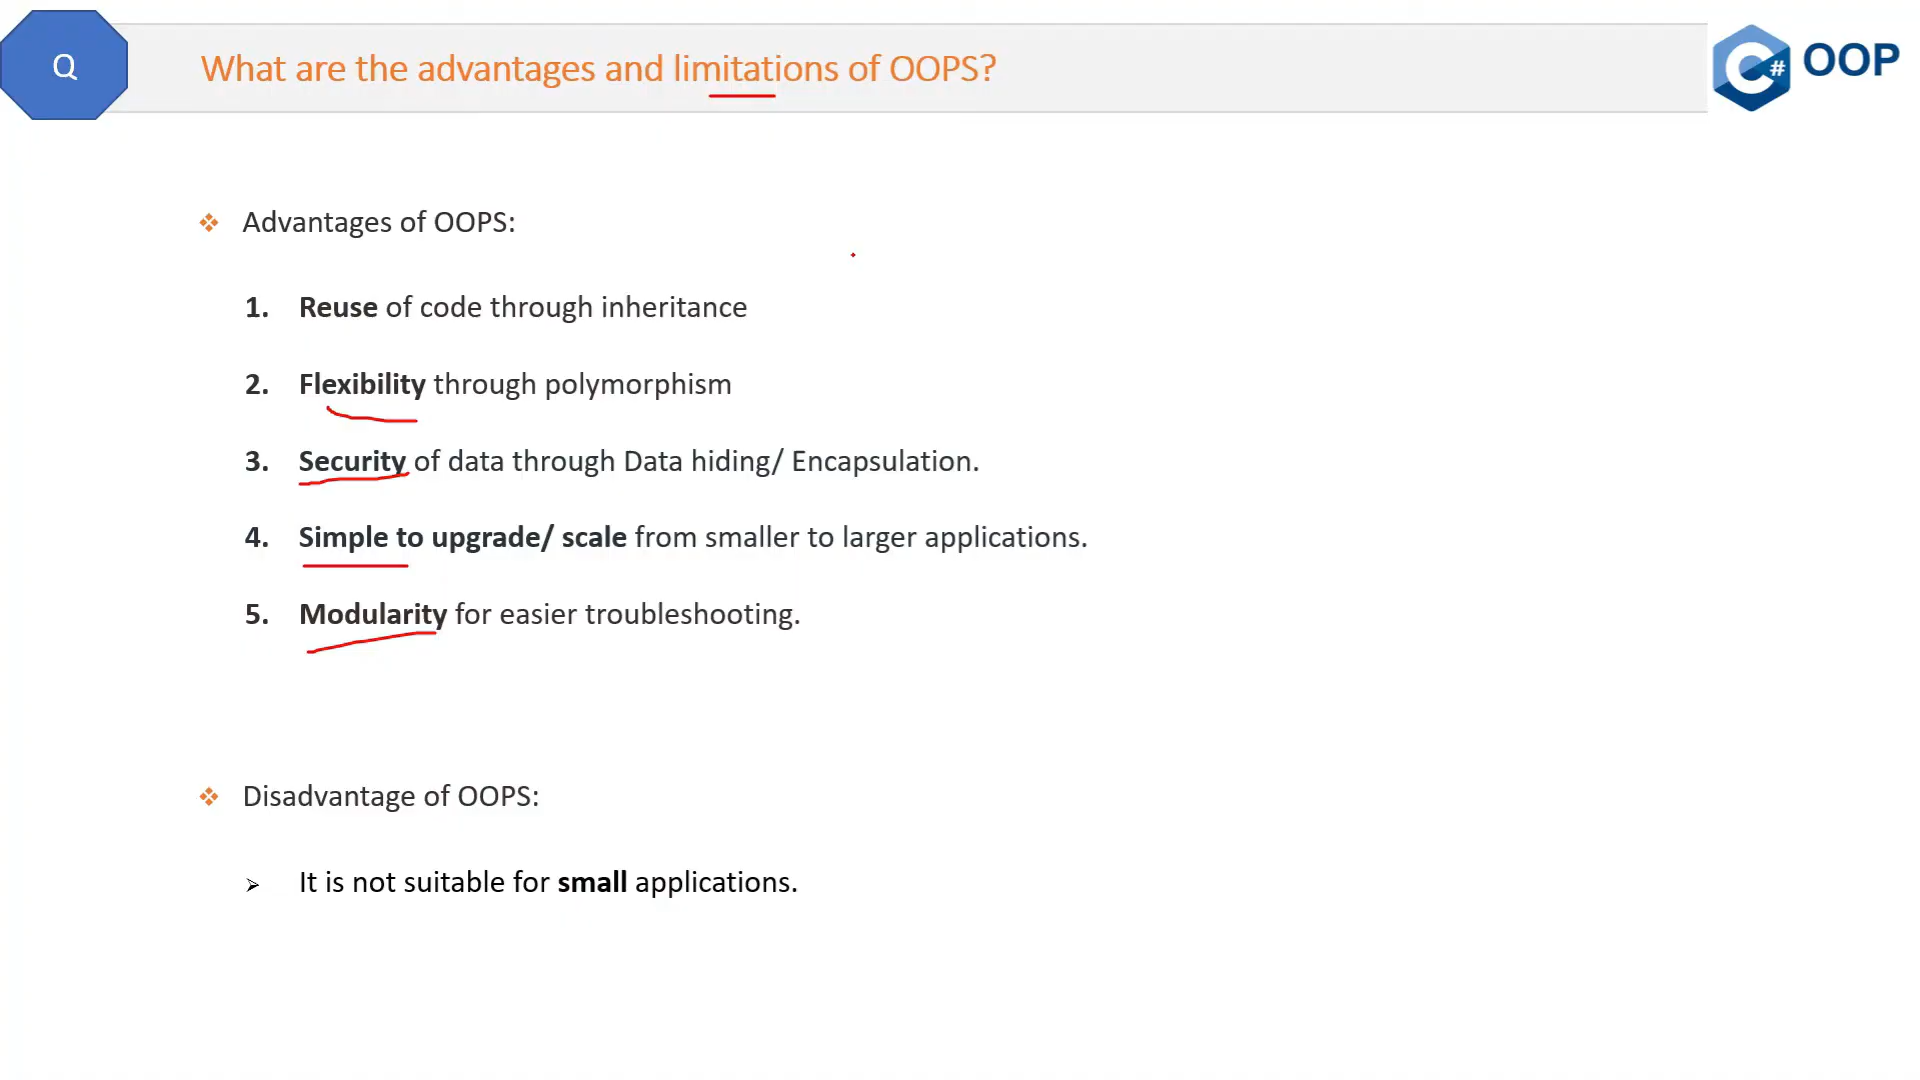 Q
What are the advantages and limitations of OOPS?
C# OOP
Advantages of OOPS:
1. Reuse of code through inheritance
2. Flexibility through polymorphism
3. Security of data through Data hiding/ Encapsulation.
4. Simple to upgrade/ scale from smaller to larger applications.
5. Modularity for easier troubleshooting.
Disadvantage of OOPS:
It is not suitable for small applications.